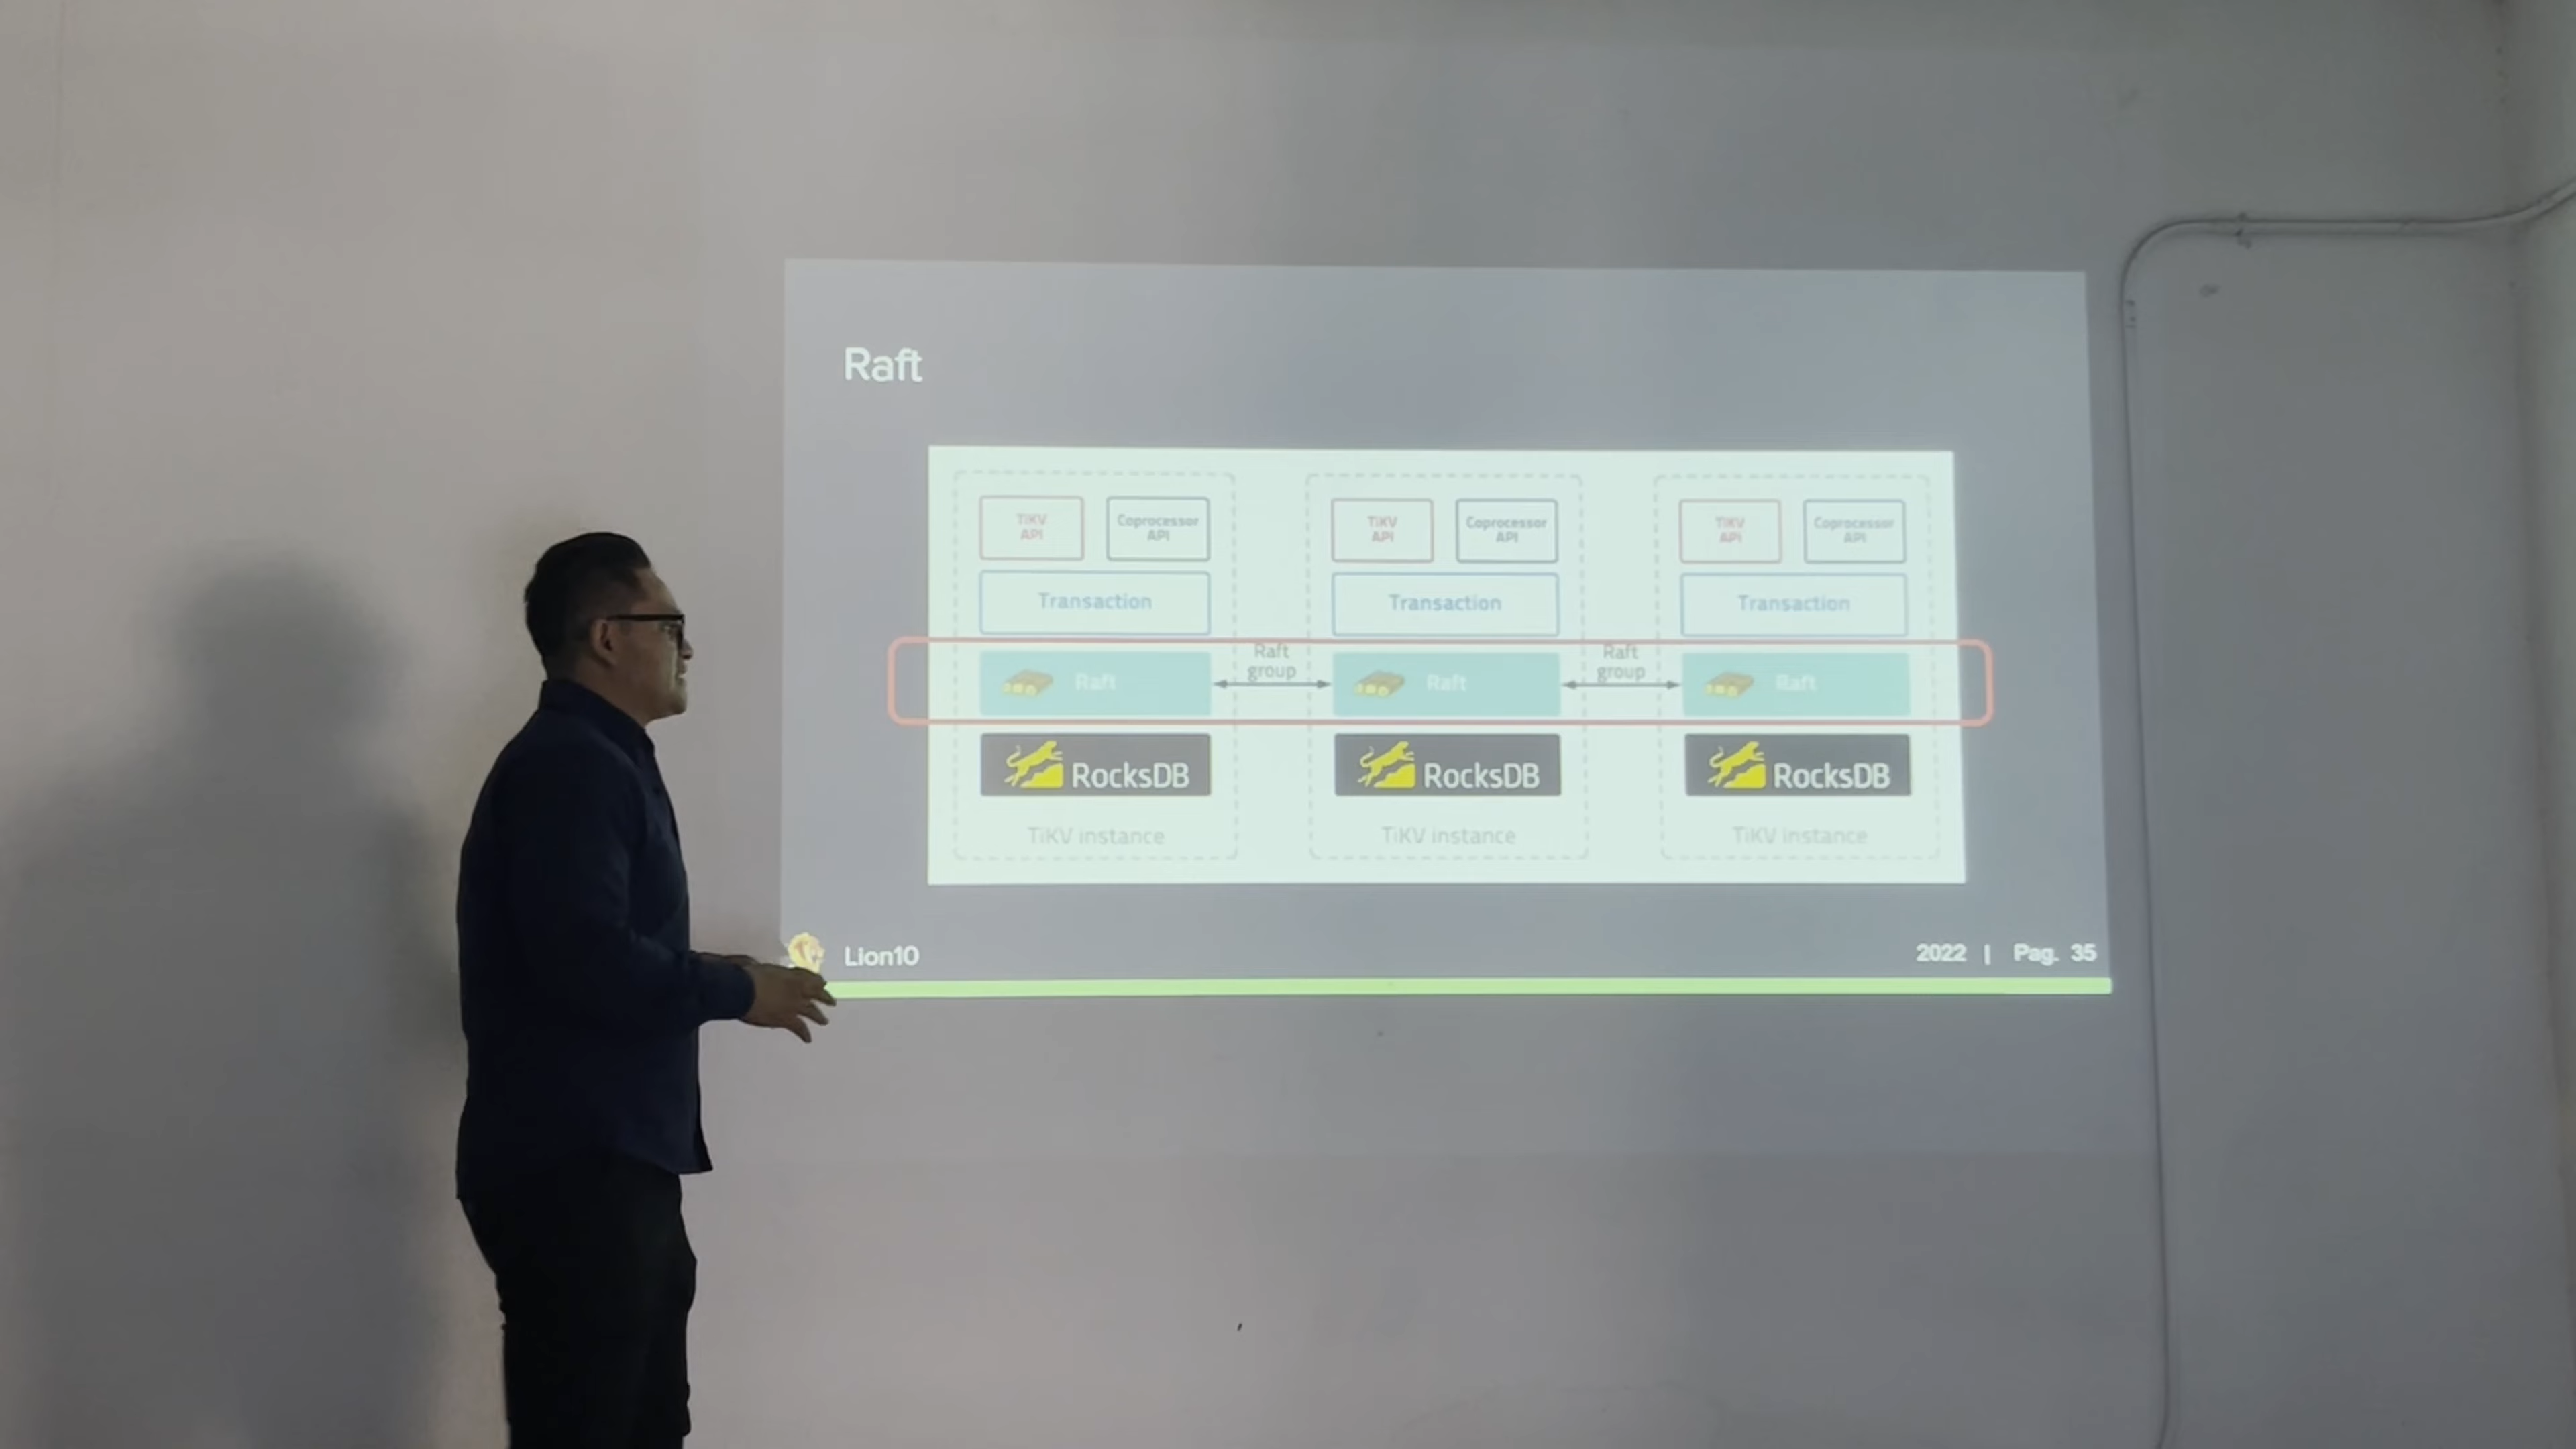 Raft
TiKV
API
Coprocessor
API
TiKV
API
Coprocessor
API
TiKV
API
Coprocessor
API
Transaction
Transaction
Transaction
Raft
Raft
group
Raft
Raft
group
Raft
RocksDB
RocksDB
RocksDB
TiKV instance
TiKV instance
TiKV instance
Lion10
2022 | Pag. 35